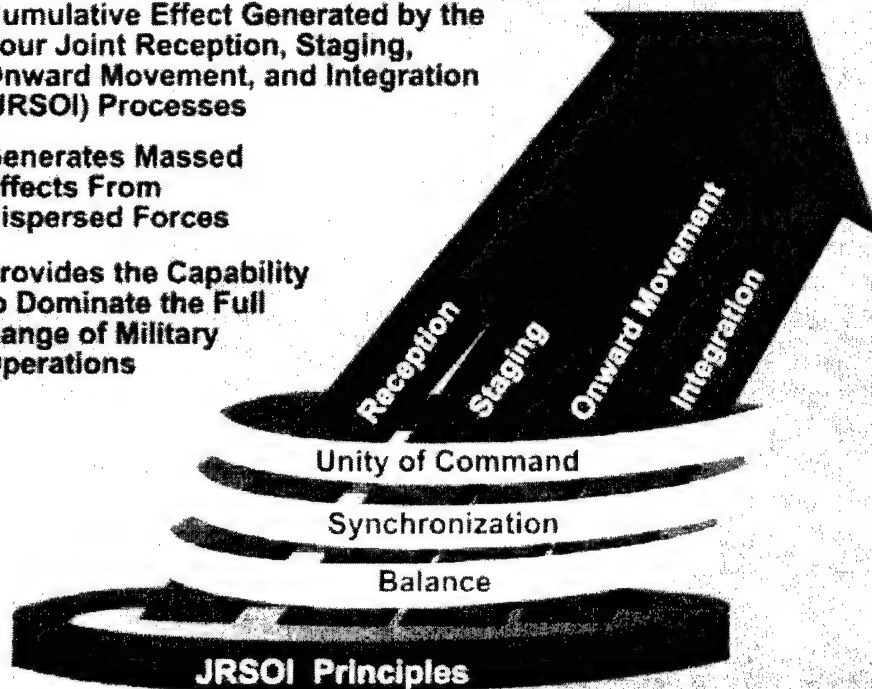 umulative Effect Generated by the
our Joint Reception, Staging,
nward Movement, and Integration
JRSOI) Processes
enerates Massed
ffects From
ispersed Forces
rovides the Capability
o Dominate the Full
ange of Military
perations
Reception
Staging
Onward Movement
Integration
Unity of Command
Synchronization
Balance
JRSOI Principles